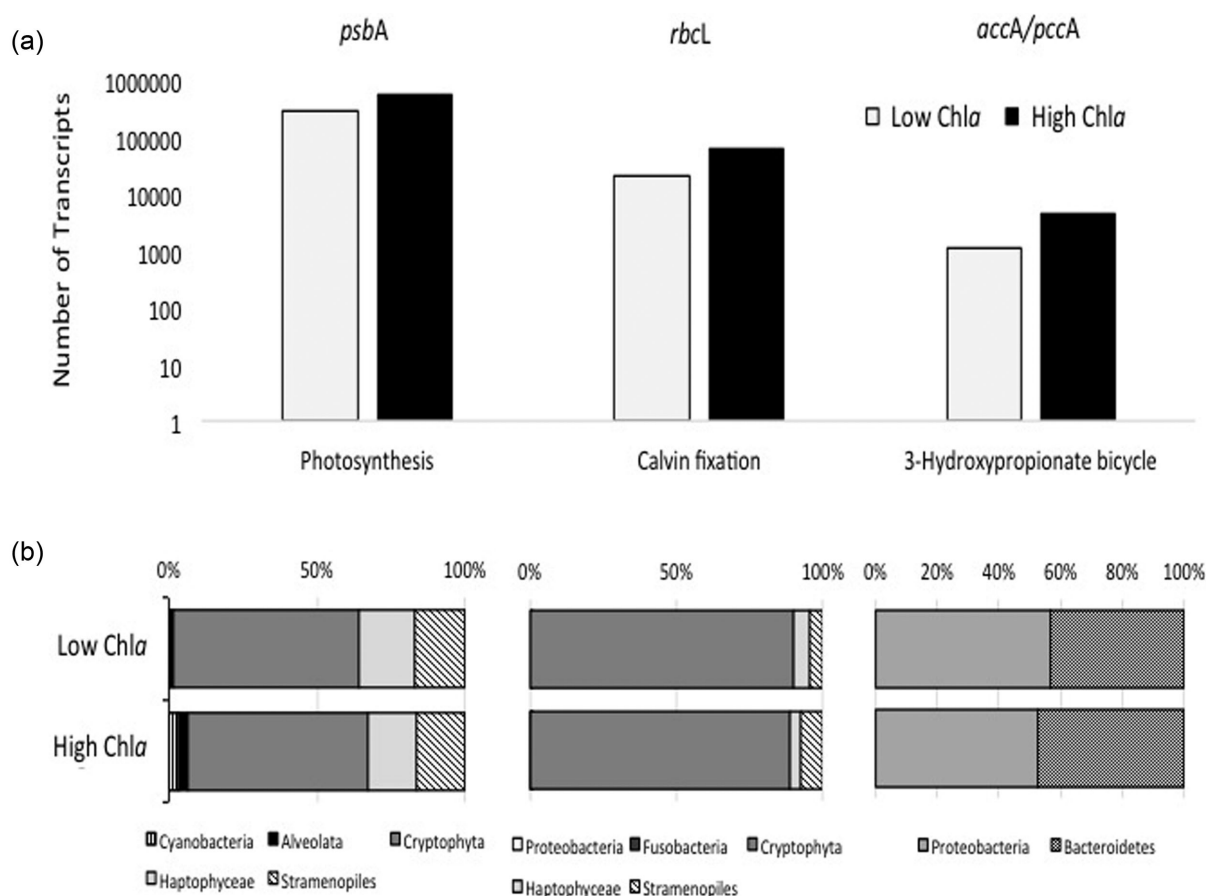 (a)
psbA rbcL accA/pccA
Number of Transcripts
1000000
100000
10000
1000
100
10
1
Low Chla High Chla
Photosynthesis Calvin fixation 3-Hydroxypropionate bicycle
(b)
0% 50% 100% 0% 50% 100% 0% 20% 40% 60% 80% 100%
Low Chla
High Chla
Cyanobacteria Alveolata Cryptophyta Proteobacteria Fusobacteria Cryptophyta Proteobacteria Bacteroidetes
Haptophyceae Stramenopiles Haptophyceae Stramenopiles